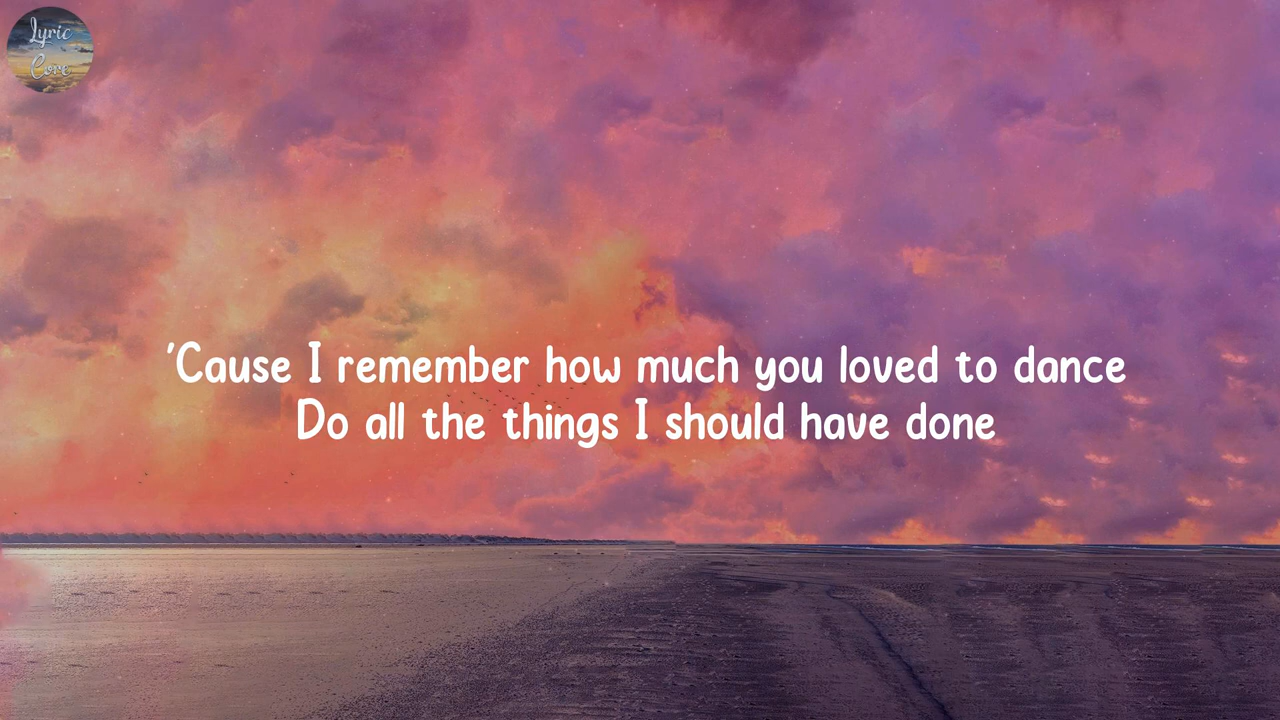 Lyric
Core
'Cause I remember how much you loved to dance
Do all the things I should have done